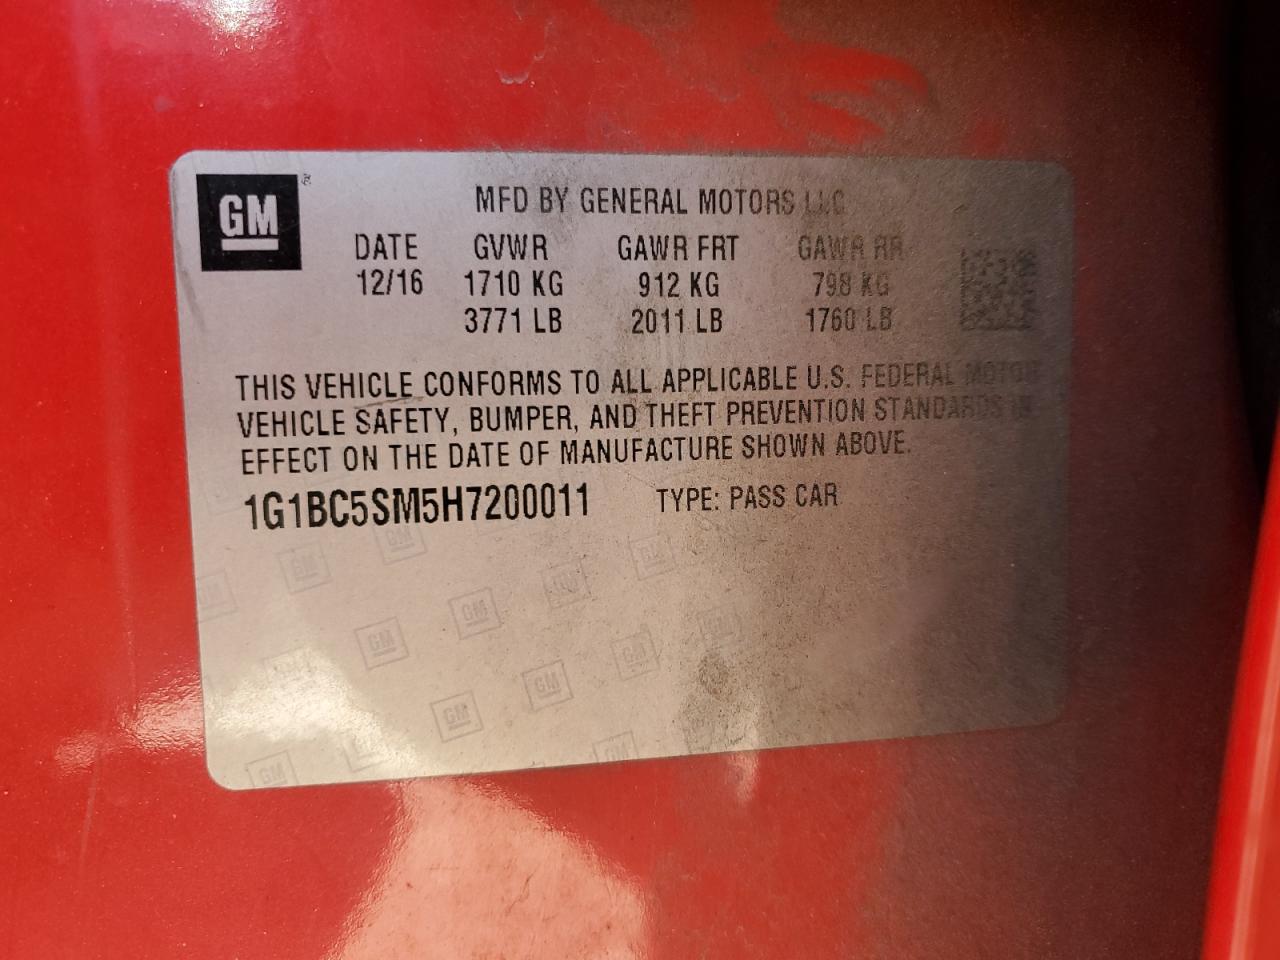 GM
MFD BY GENERAL MOTORS LLC
DATE GVWR GAWR FRT GAWR RR
12/16 1710 KG 912 KG 798 KG
3771 LB 2011 LB 1760 LB
THIS VEHICLE CONFORMS TO ALL APPLICABLE U.S. FEDERAL MOTOR
VEHICLE SAFETY, BUMPER, AND THEFT PREVENTION STANDARDS IN
EFFECT ON THE DATE OF MANUFACTURE SHOWN ABOVE.
1G1BC5SM5H7200011 TYPE: PASS CAR